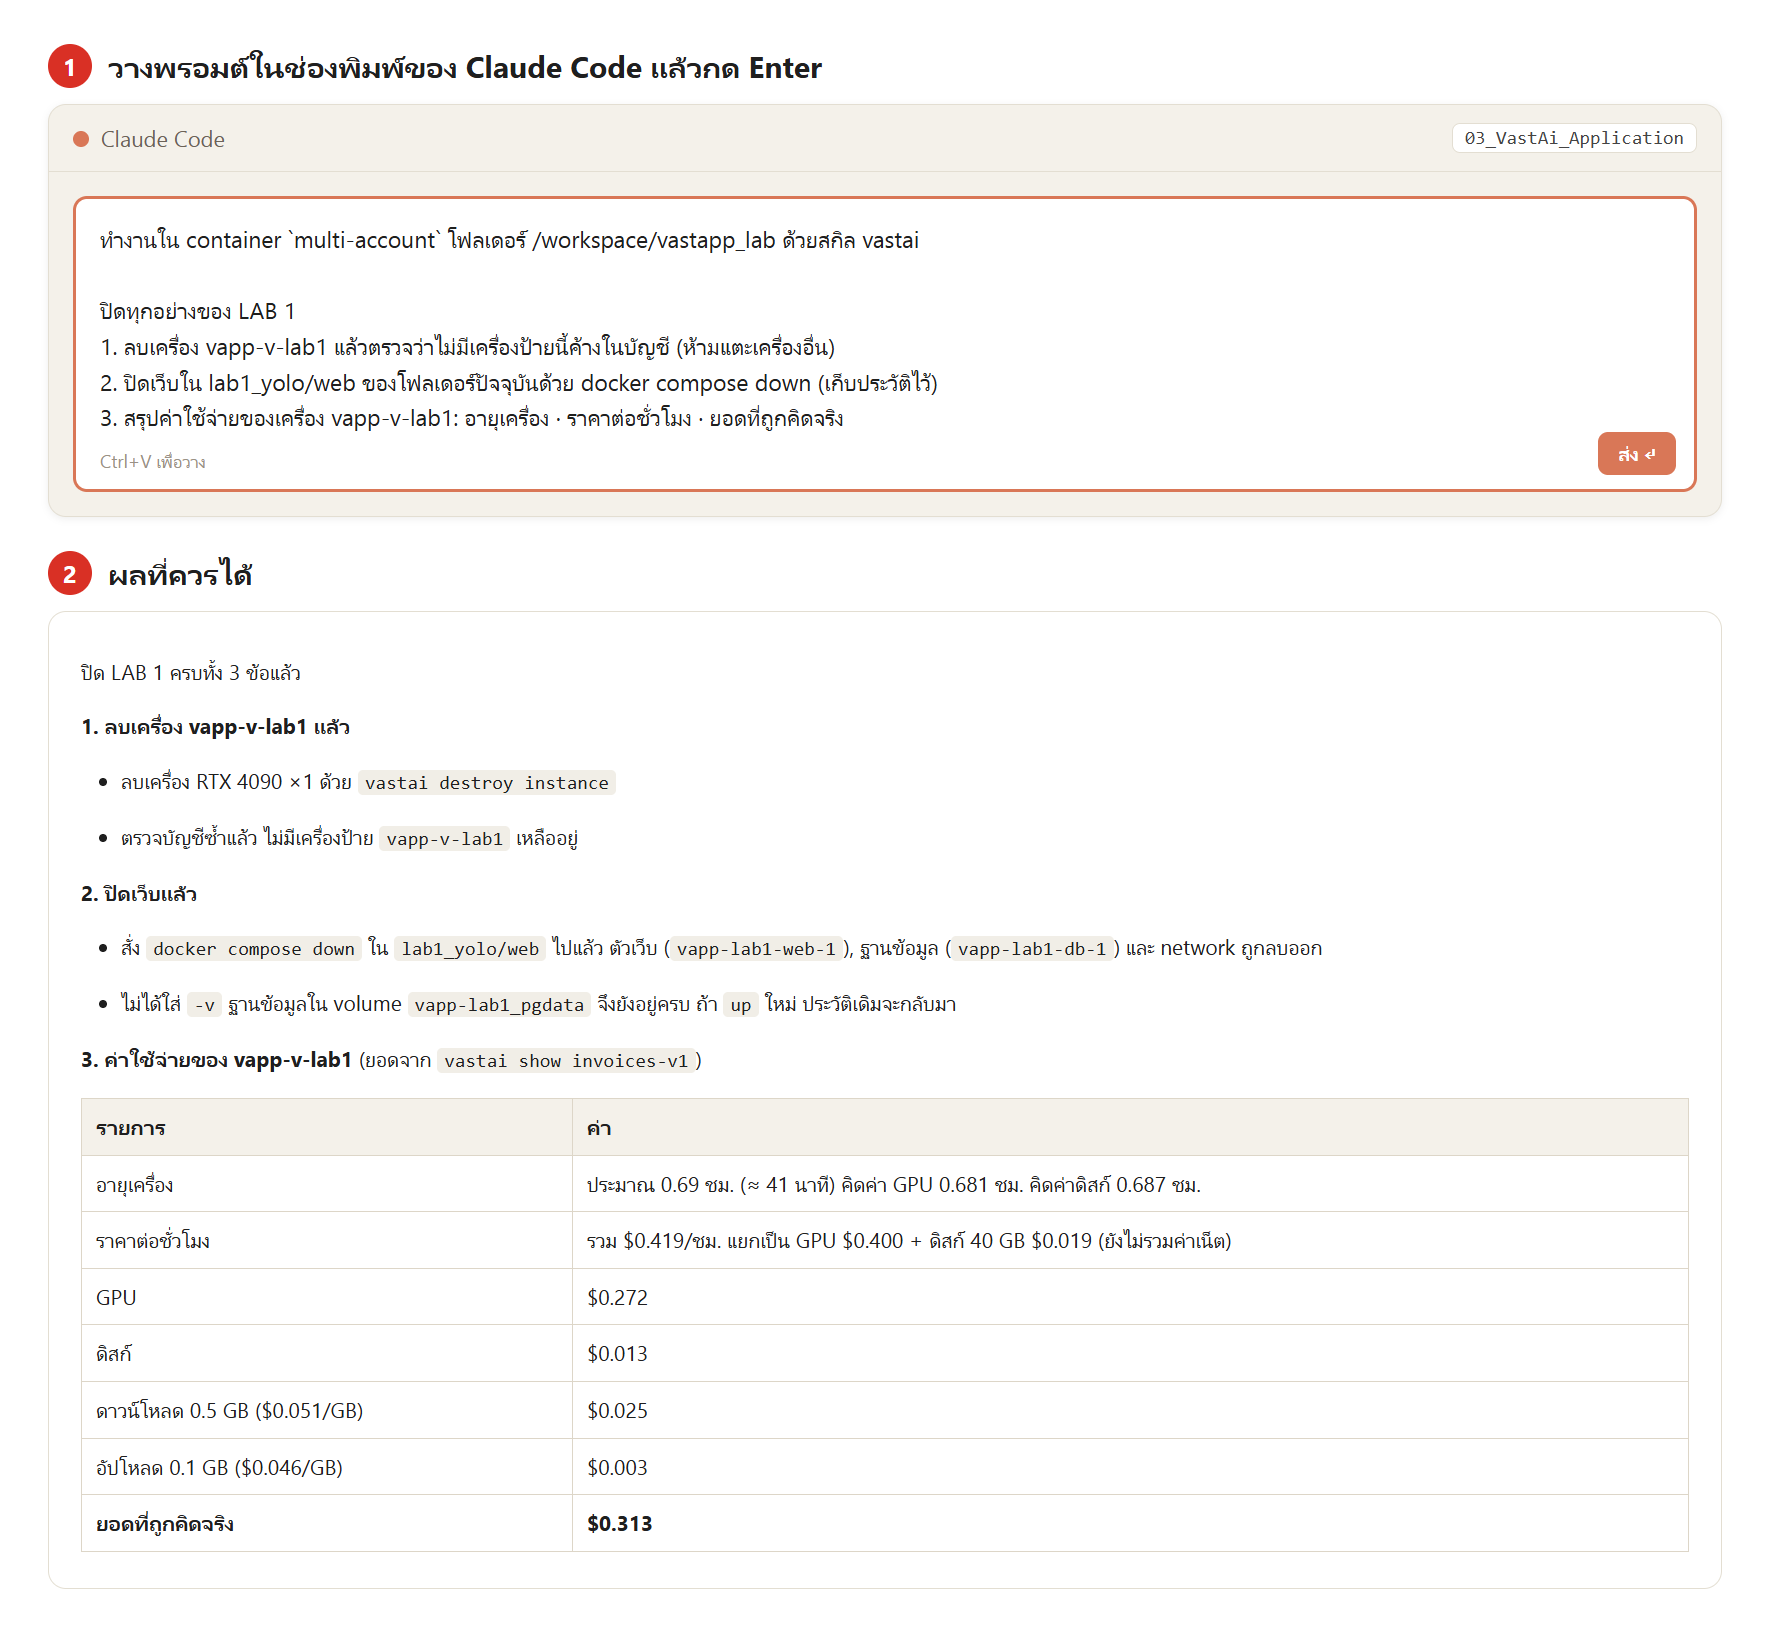 1 วางพรอมต์ในช่องพิมพ์ของ Claude Code แล้วกด Enter
Claude Code
03_VastAi_Application
ทำงานใน container `multi-account` โฟลเดอร์ /workspace/vastapp_lab ด้วยสกิล vastai
ปิดทุกอย่างของ LAB 1
1. ลบเครื่อง vapp-v-lab1 แล้วตรวจว่าไม่มีเครื่องป้ายนี้ค้างในบัญชี (ห้ามแตะเครื่องอื่น)
2. ปิดเว็บใน lab1_yolo/web ของโฟลเดอร์ปัจจุบันด้วย docker compose down (เก็บประวัติไว้)
3. สรุปค่าใช้จ่ายของเครื่อง vapp-v-lab1: อายุเครื่อง · ราคาต่อชั่วโมง · ยอดที่ถูกคิดจริง
Ctrl+V เพื่อวาง
ส่ง ↵
2 ผลที่ควรได้
ปิด LAB 1 ครบทั้ง 3 ข้อแล้ว
1. ลบเครื่อง vapp-v-lab1 แล้ว
• ลบเครื่อง RTX 4090 ×1 ด้วย vastai destroy instance
• ตรวจบัญชีซ้ำแล้ว ไม่มีเครื่องป้าย vapp-v-lab1 เหลืออยู่
2. ปิดเว็บแล้ว
• สั่ง docker compose down ใน lab1_yolo/web ไปแล้ว ตัวเว็บ (vapp-lab1-web-1), ฐานข้อมูล (vapp-lab1-db-1) และ network ถูกลบออก
• ไม่ได้ใส่ -v ฐานข้อมูลใน volume vapp-lab1_pgdata จึงยังอยู่ครบ ถ้า up ใหม่ ประวัติเดิมจะกลับมา
3. ค่าใช้จ่ายของ vapp-v-lab1 (ยอดจาก vastai show invoices-v1)
รายการ ค่า
อายุเครื่อง ประมาณ 0.69 ชม. (≈ 41 นาที) คิดค่า GPU 0.681 ชม. คิดค่าดิสก์ 0.687 ชม.
ราคาต่อชั่วโมง รวม $0.419/ชม. แยกเป็น GPU $0.400 + ดิสก์ 40 GB $0.019 (ยังไม่รวมค่าเน็ต)
GPU $0.272
ดิสก์ $0.013
ดาวน์โหลด 0.5 GB ($0.051/GB) $0.025
อัปโหลด 0.1 GB ($0.046/GB) $0.003
ยอดที่ถูกคิดจริง $0.313